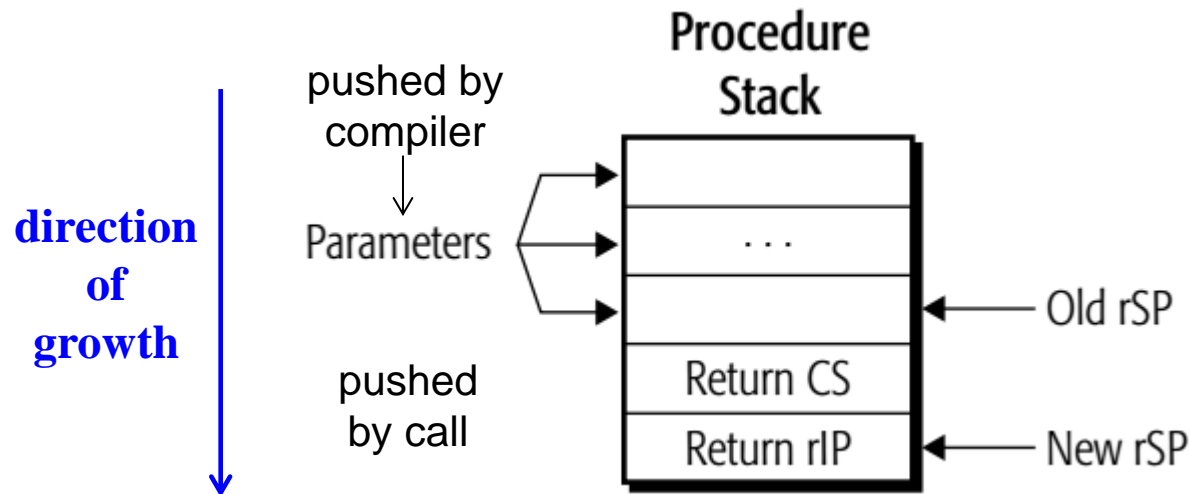 Procedure
Stack
pushed by
compiler
direction
of
growth
Parameters
. . .
Old rSP
pushed
by call
Return CS
Return rIP
New rSP